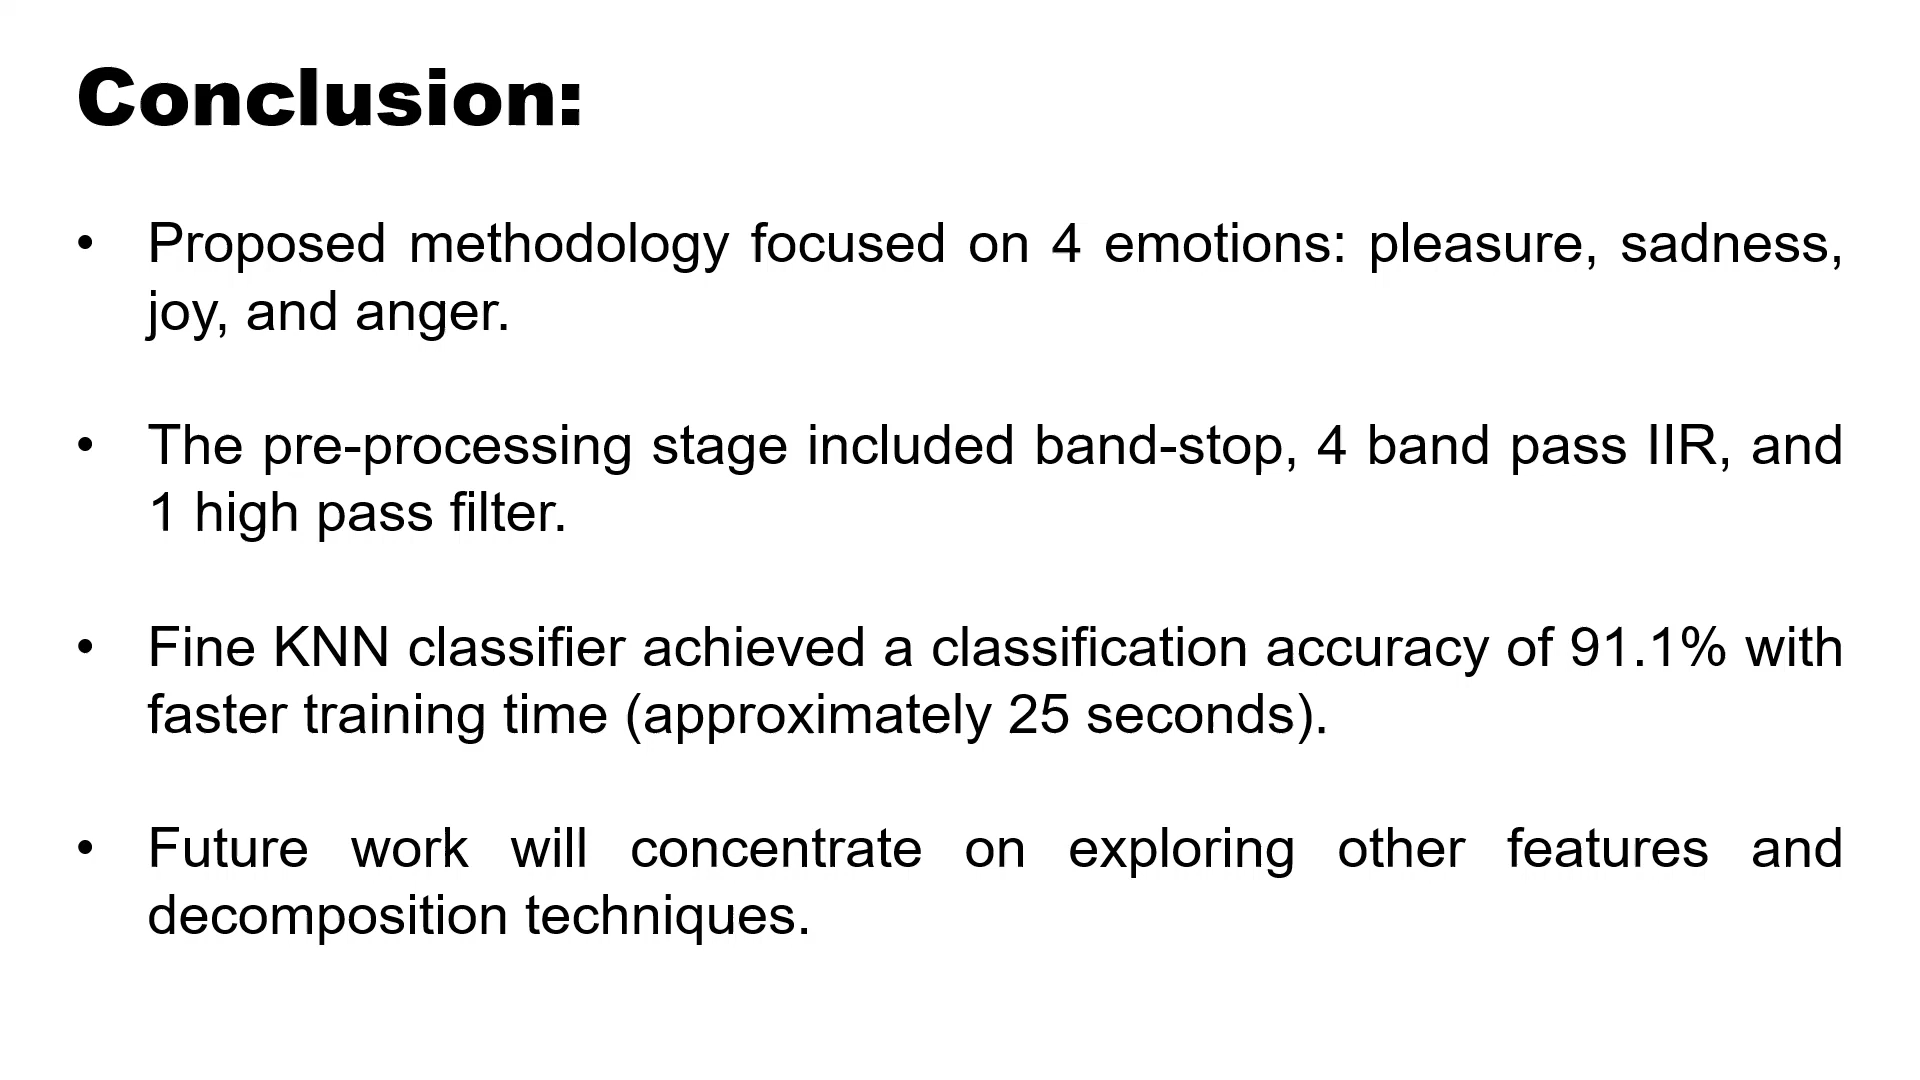 Conclusion:
• Proposed methodology focused on 4 emotions: pleasure, sadness,
joy, and anger.
• The pre-processing stage included band-stop, 4 band pass IIR, and
1 high pass filter.
• Fine KNN classifier achieved a classification accuracy of 91.1% with
faster training time (approximately 25 seconds).
• Future work will concentrate on exploring other features and
decomposition techniques.